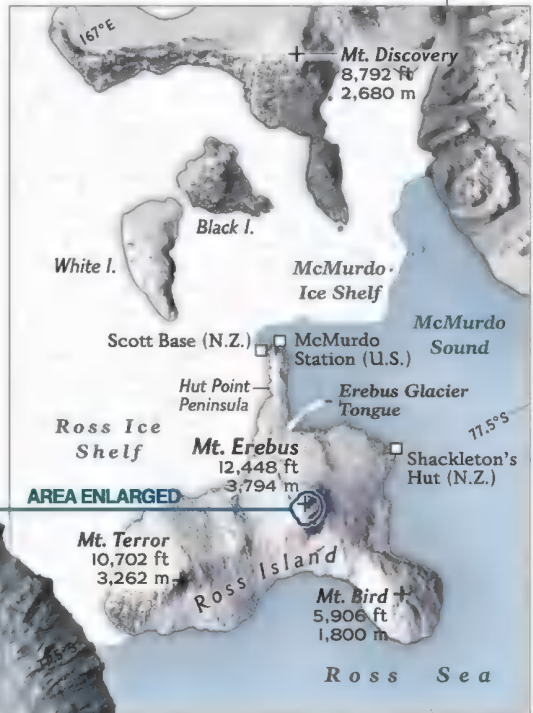 167°E
Mt. Discovery
8,792 ft
2,680 m
Black I.
White I.
McMurdo
Ice Shelf
McMurdo
Sound
Scott Base (N.Z.)
McMurdo
Station (U.S.)
Hut Point
Peninsula
Erebus Glacier
Tongue
77.5°S
Ross Ice
Shelf
Mt. Erebus
12,448 ft
3,794 m
Shackleton's
Hut (N.Z.)
AREA ENLARGED
Mt. Terror
10,702 ft
3,262 m
Ross Island
Mt. Bird
5,906 ft
1,800 m
Ross Sea